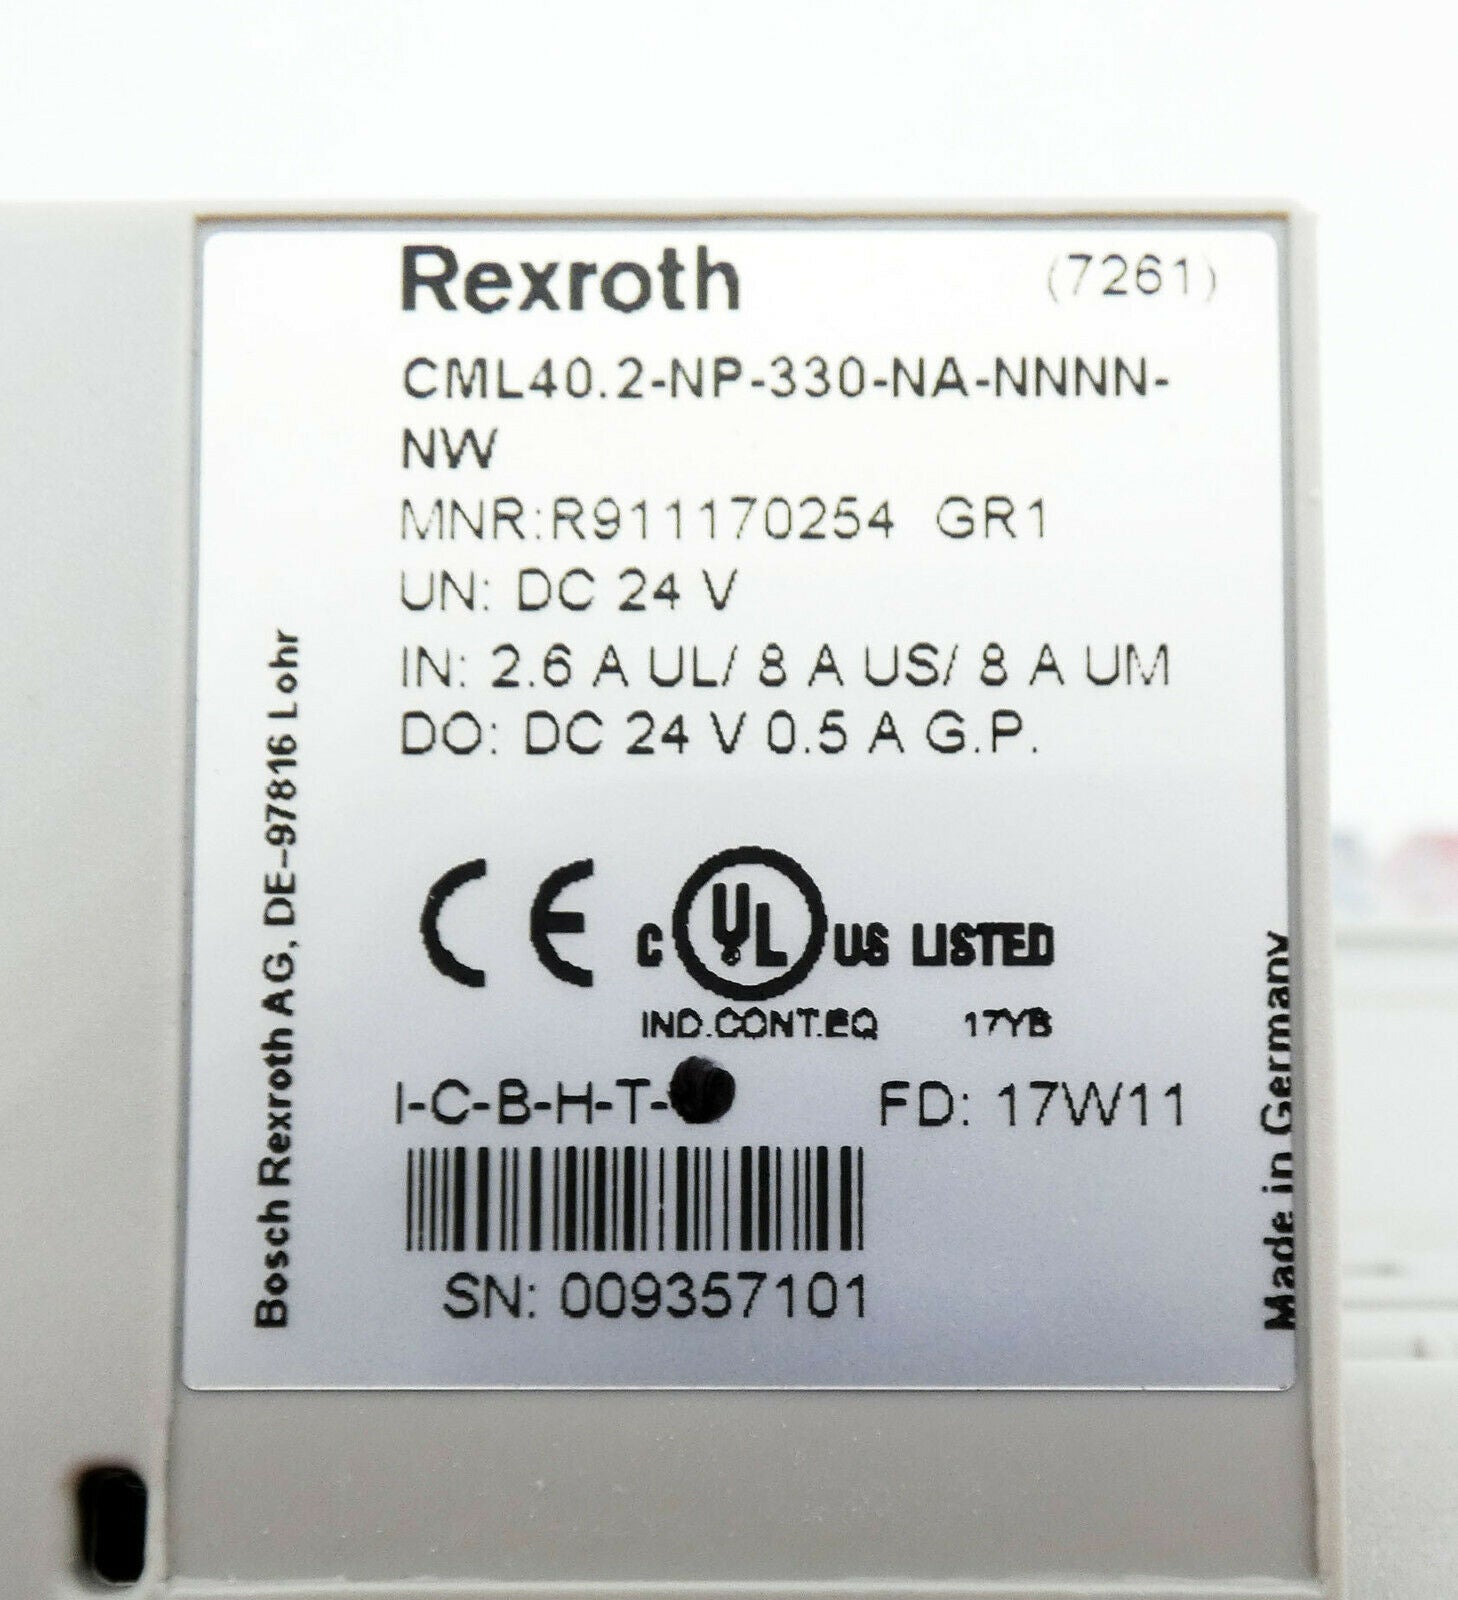 Rexroth (7261)
CML40.2-NP-330-NA-NNNN-
NW
MNR:R911170254 GR1
UN: DC 24 V
IN: 2.6 A UL/ 8 A US/ 8 A UM
DO: DC 24 V 0.5 A G.P.
CE C UL US LISTED
IND.CONT.EQ 17YB
I-C-B-H-T- FD: 17W11
SN: 009357101
Bosch Rexroth AG, DE-97816 Lohr
Made in Germany